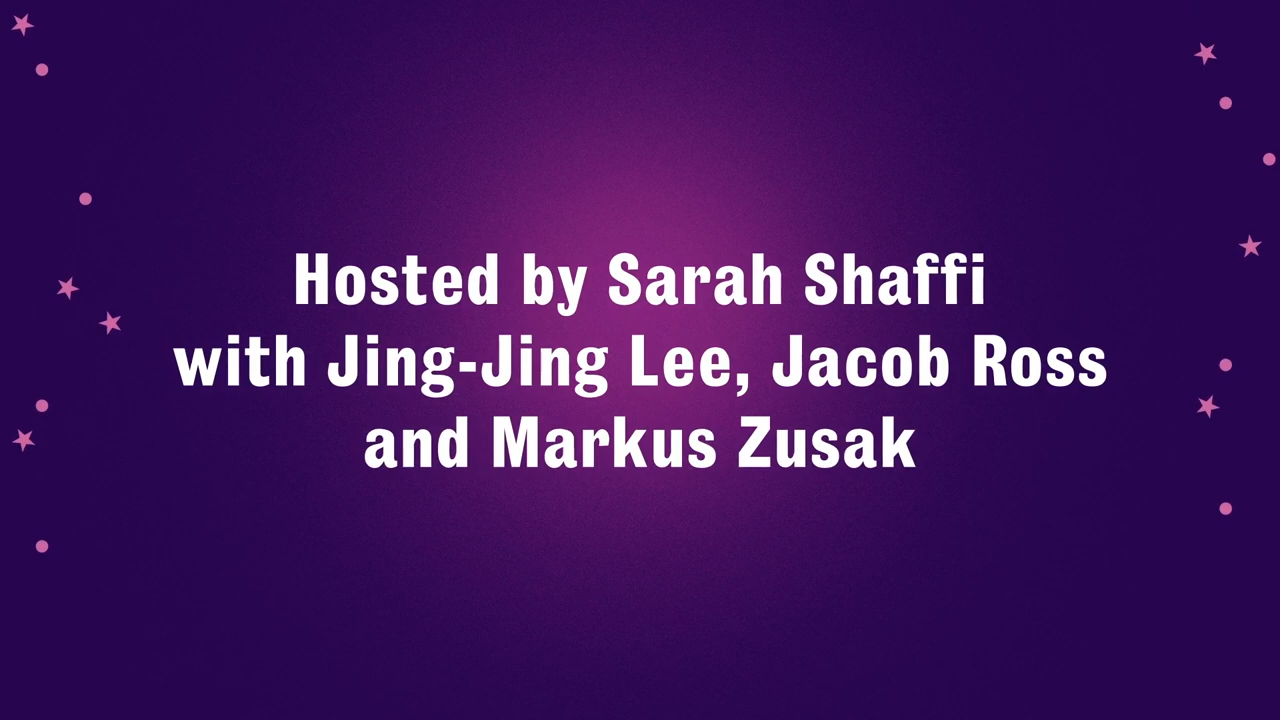 Hosted by Sarah Shaffi
with Jing-Jing Lee, Jacob Ross
and Markus Zusak